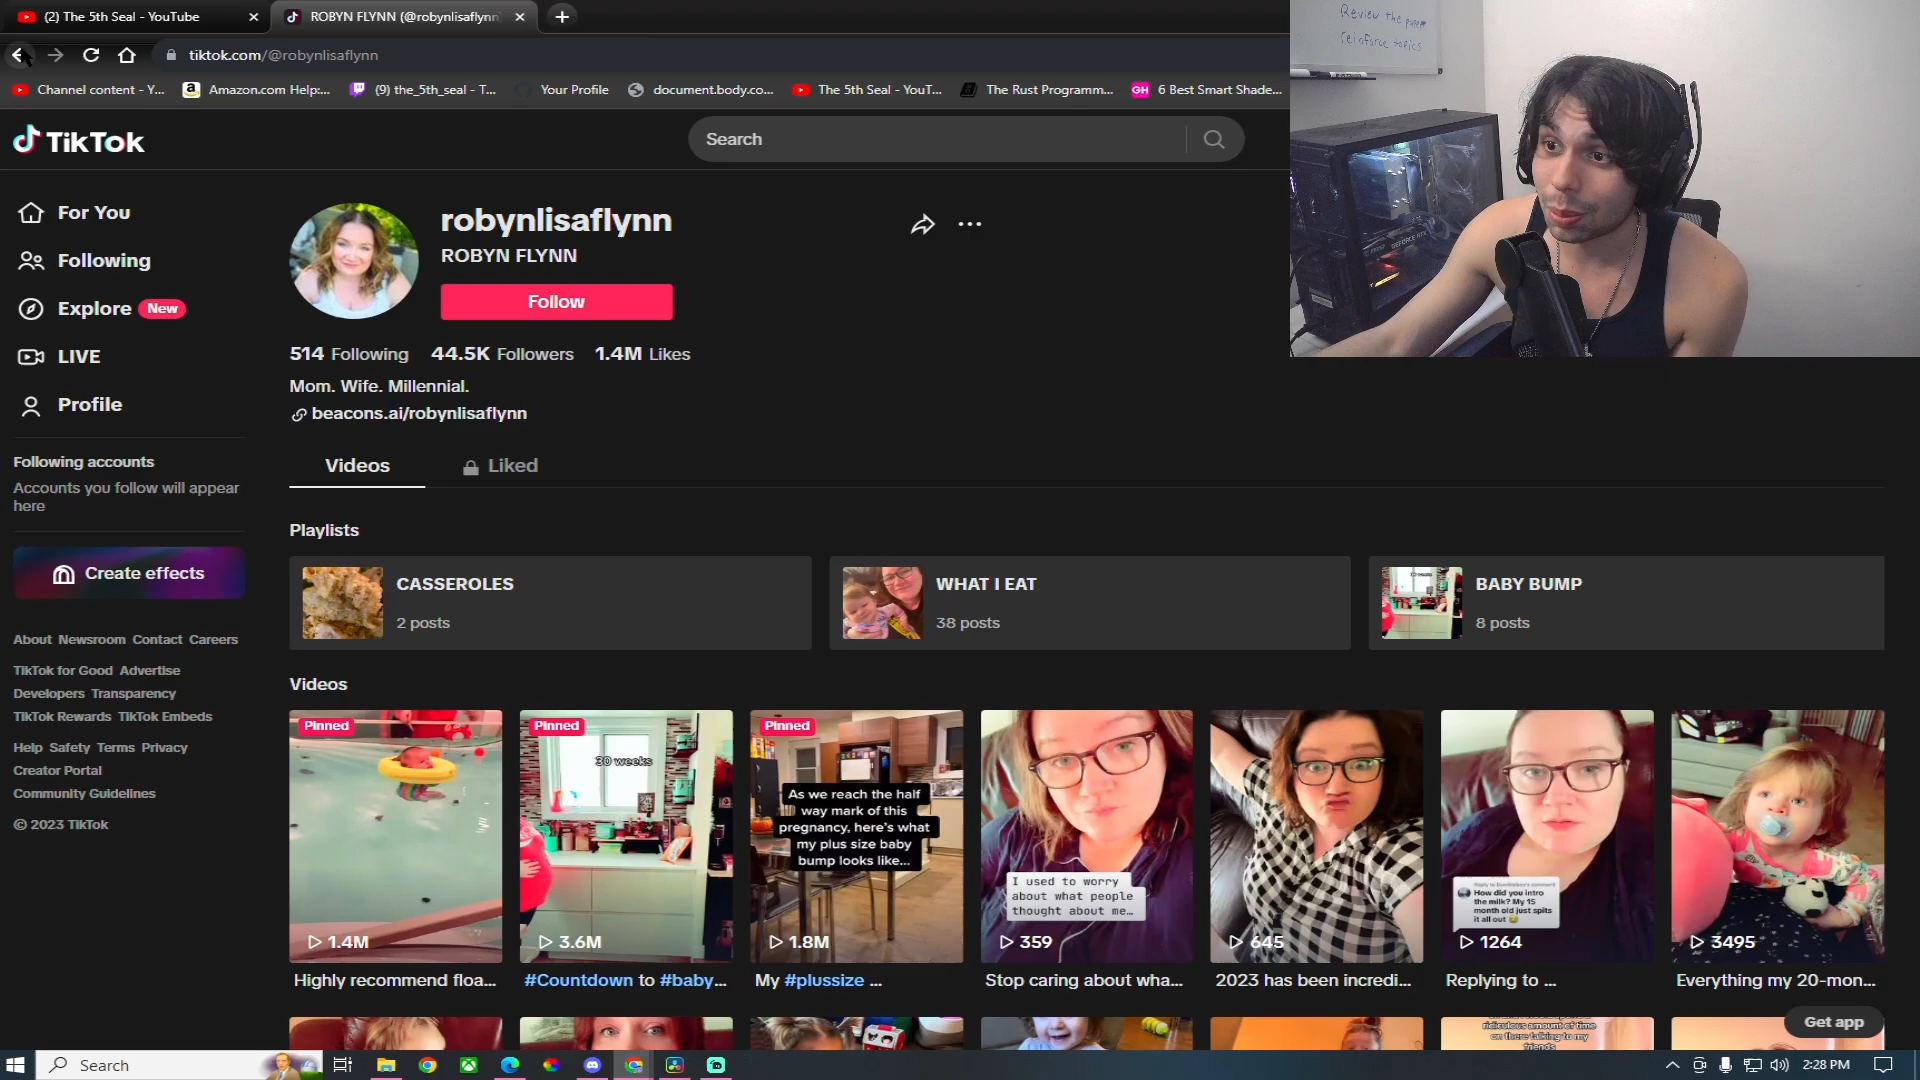 (2) The 5th Seal - YouTube
ROBYN FLYNN (@robynlisaflynn
tiktok.com/@robynlisaflynn
Channel content - Y...
Amazon.com Help:...
(9) the_5th_seal - T...
Your Profile
document.body.co...
The 5th Seal - YouT...
The Rust Programm...
GH 6 Best Smart Shade...
Review the paper
reinforce topics
TikTok
Search
For You
Following
Explore New
LIVE
Profile
Following accounts
Accounts you follow will appear
here
Create effects
About Newsroom Contact Careers
TikTok for Good Advertise
Developers Transparency
TikTok Rewards TikTok Embeds
Help Safety Terms Privacy
Creator Portal
Community Guidelines
© 2023 TikTok
robynlisaflynn
ROBYN FLYNN
Follow
514 Following 44.5K Followers 1.4M Likes
Mom. Wife. Millennial.
beacons.ai/robynlisaflynn
Videos
Liked
GEFORCE RTX
Playlists
CASSEROLES
2 posts
WHAT I EAT
38 posts
BABY BUMP
8 posts
Videos
Pinned
1.4M
Highly recommend floa...
Pinned
30 weeks
3.6M
#Countdown to #baby...
Pinned
As we reach the half
way mark of this
pregnancy, here's what
my plus size baby
bump looks like...
1.8M
My #plussize ...
I used to worry
about what people
thought about me...
359
Stop caring about wha...
645
2023 has been incredi...
How did you intro
the milk? My 15
month old just spits
it all out
1264
Replying to ...
3495
Everything my 20-mon...
ridiculous amount of time
on there talking to my
friends
Get app
Search
2:28 PM